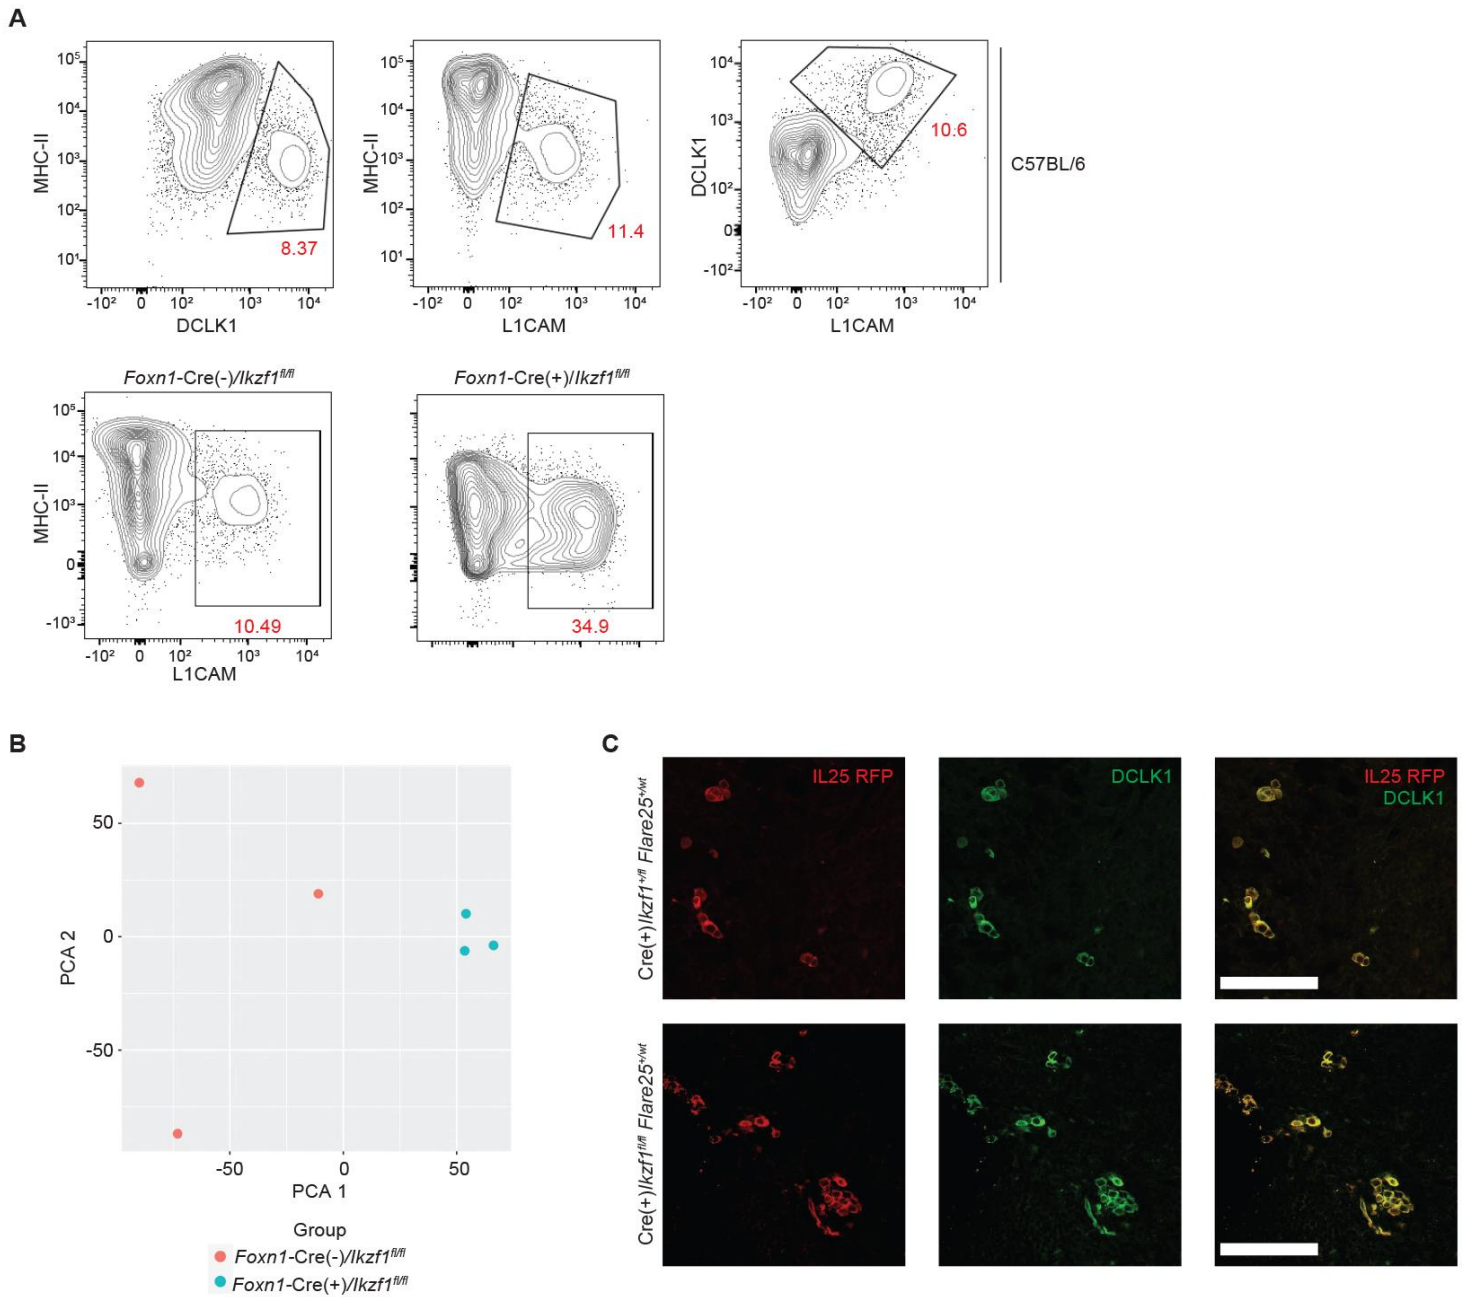 A
10⁵
10⁴
10³
10²
10¹
MHC-II
8.37
-10² 0 10² 10³ 10⁴
DCLK1
10⁵
10⁴
10³
10²
10¹
MHC-II
11.4
-10² 0 10² 10³ 10⁴
L1CAM
10⁴
10³
10²
0
-10²
DCLK1
10.6
-10² 0 10² 10³ 10⁴
L1CAM
C57BL/6
Foxn1-Cre(-)/Ikzf1fl/fl
10⁵
10⁴
10³
0
-10³
MHC-II
10.49
-10² 0 10² 10³ 10⁴
L1CAM
Foxn1-Cre(+)/Ikzf1fl/fl
34.9
B
50
0
-50
PCA 2
-50 0 50
PCA 1
Group
Foxn1-Cre(-)/Ikzf1fl/fl
Foxn1-Cre(+)/Ikzf1fl/fl
C
Cre(+)Ikzf1+/fl Flare25+/wt
IL25 RFP
DCLK1
IL25 RFP
DCLK1
Cre(+)Ikzf1fl/fl Flare25+/wt